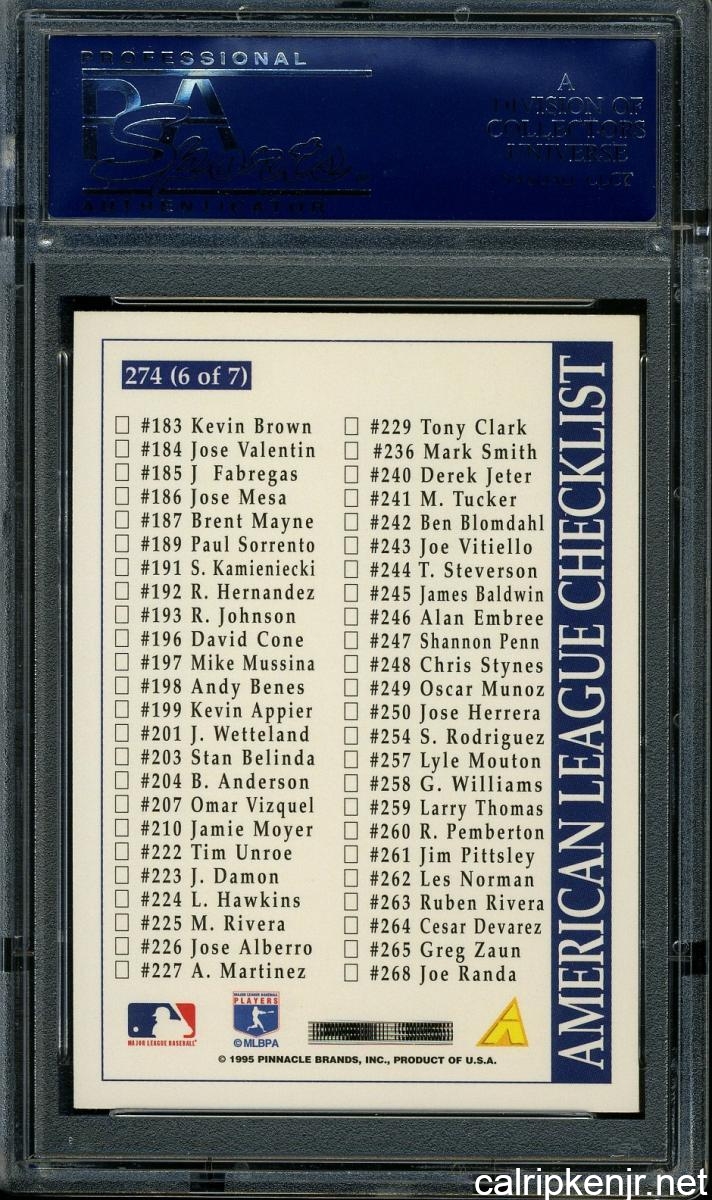 PROFESSIONAL
PSA
AUTHENTICATOR
A
DIVISION OF
COLLECTORS
UNIVERSE
274 (6 of 7)
#183 Kevin Brown
#184 Jose Valentin
#185 J Fabregas
#186 Jose Mesa
#187 Brent Mayne
#189 Paul Sorrento
#191 S. Kamieniecki
#192 R. Hernandez
#193 R. Johnson
#196 David Cone
#197 Mike Mussina
#198 Andy Benes
#199 Kevin Appier
#201 J. Wetteland
#203 Stan Belinda
#204 B. Anderson
#207 Omar Vizquel
#210 Jamie Moyer
#222 Tim Unroe
#223 J. Damon
#224 L. Hawkins
#225 M. Rivera
#226 Jose Alberro
#227 A. Martinez
#229 Tony Clark
#236 Mark Smith
#240 Derek Jeter
#241 M. Tucker
#242 Ben Blomdahl
#243 Joe Vitiello
#244 T. Steverson
#245 James Baldwin
#246 Alan Embree
#247 Shannon Penn
#248 Chris Stynes
#249 Oscar Munoz
#250 Jose Herrera
#254 S. Rodriguez
#257 Lyle Mouton
#258 G. Williams
#259 Larry Thomas
#260 R. Pemberton
#261 Jim Pittsley
#262 Les Norman
#263 Ruben Rivera
#264 Cesar Devarez
#265 Greg Zaun
#268 Joe Randa
AMERICAN LEAGUE CHECKLIST
MAJOR LEAGUE BASEBALL
MAJOR LEAGUE BASEBALL
PLAYERS
© MLBPA
© 1995 PINNACLE BRANDS, INC., PRODUCT OF U.S.A.
calripkenjr.net